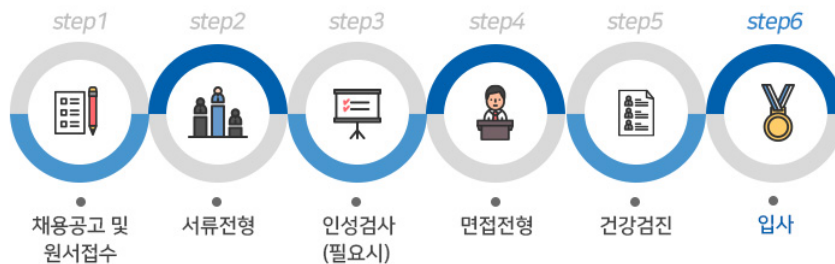 step1
step2
step3
step4
step5
step6
채용공고 및
원서접수
서류전형
인성검사
(필요시)
면접전형
건강검진
입사